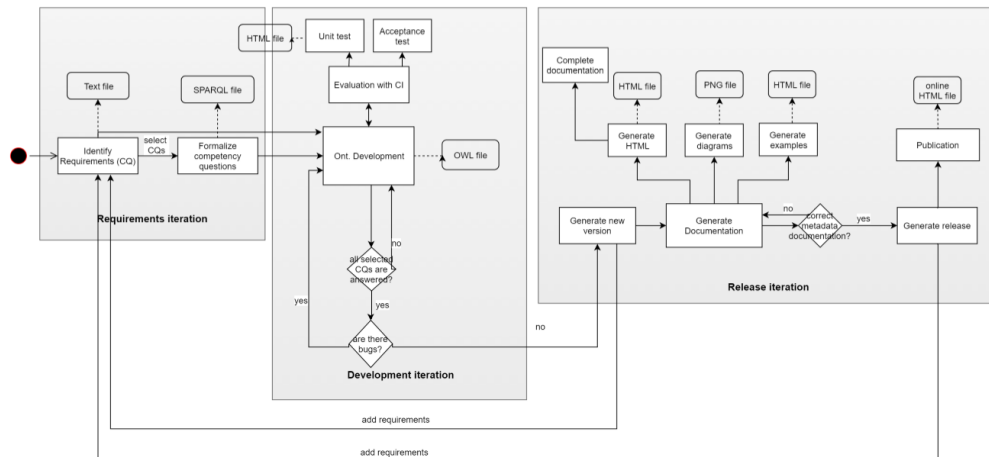 Text file
SPARQL file
Identify
Requirements (CQ)
select
CQs
Formalize
competency
questions
Requirements iteration
HTML file
Unit test
Acceptance
test
Evaluation with CI
Ont. Development
OWL file
no
all selected
CQs are
answered?
yes
yes
are there
bugs?
Development iteration
no
Complete
documentation
HTML file
PNG file
HTML file
online
HTML file
Generate
HTML
Generate
diagrams
Generate
examples
Publication
Generate new
version
Generate
Documentation
no
correct
metadata
documentation?
yes
Generate release
Release iteration
add requirements
add requirements